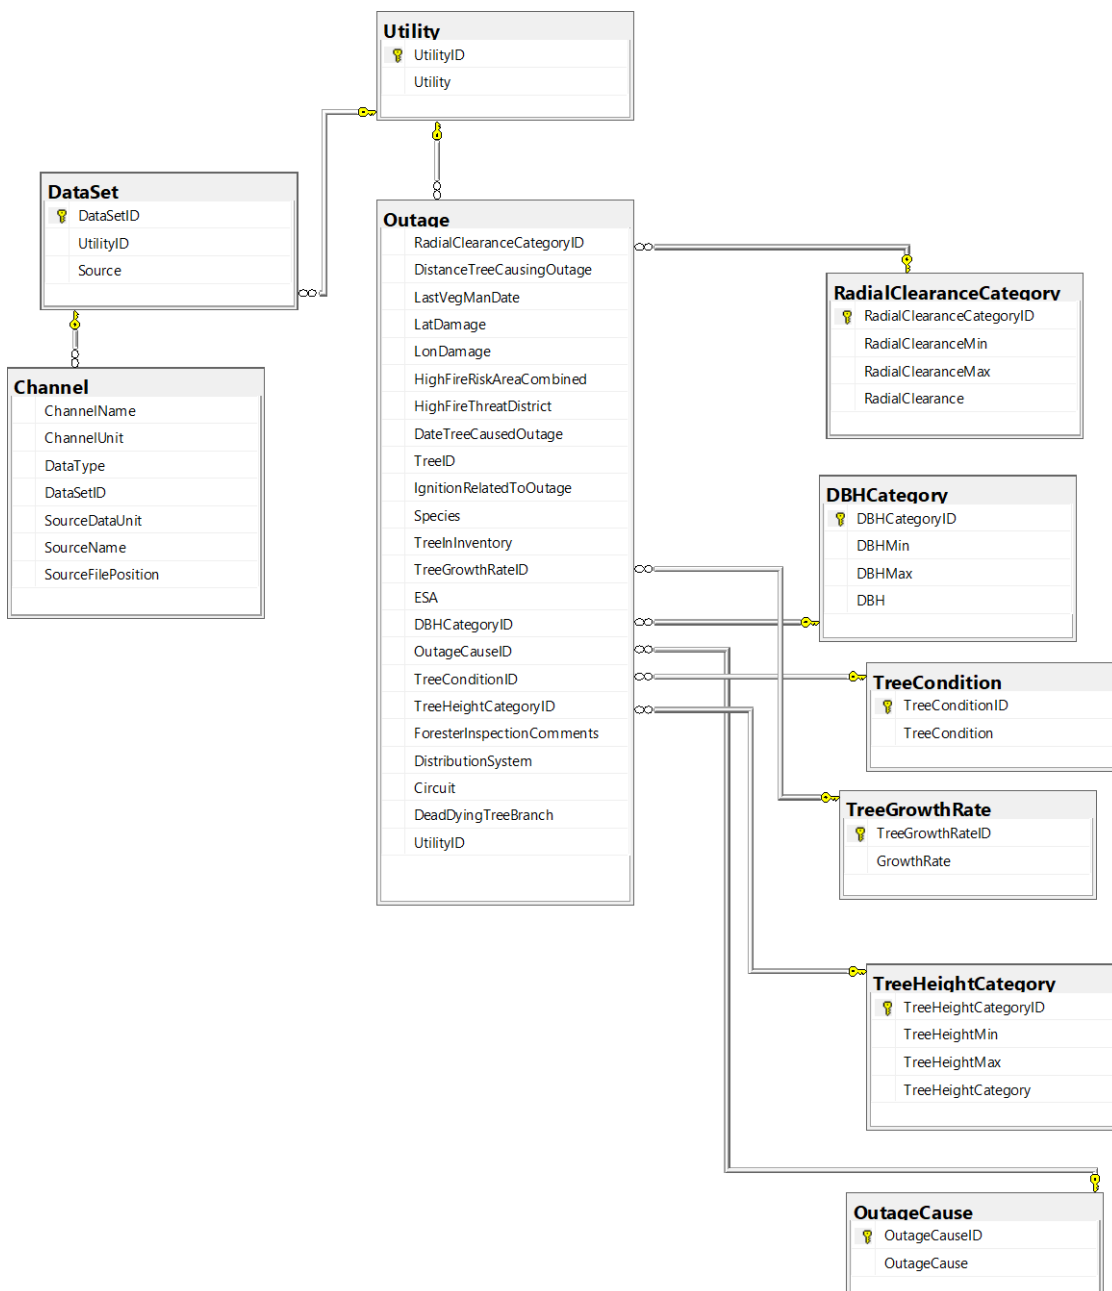 Utility
UtilityID
Utility
DataSet
DataSetID
UtilityID
Source
Channel
ChannelName
ChannelUnit
DataType
DataSetID
SourceDataUnit
SourceName
SourceFilePosition
Outage
RadialClearanceCategoryID
DistanceTreeCausingOutage
LastVegManDate
LatDamage
LonDamage
HighFireRiskAreaCombined
HighFireThreatDistrict
DateTreeCausedOutage
TreeID
IgnitionRelatedToOutage
Species
TreeInInventory
TreeGrowthRateID
ESA
DBHCategoryID
OutageCauseID
TreeConditionID
TreeHeightCategoryID
ForesterInspectionComments
DistributionSystem
Circuit
DeadDyingTreeBranch
UtilityID
RadialClearanceCategory
RadialClearanceCategoryID
RadialClearanceMin
RadialClearanceMax
RadialClearance
DBHCategory
DBHCategoryID
DBHMin
DBHMax
DBH
TreeCondition
TreeConditionID
TreeCondition
TreeGrowthRate
TreeGrowthRateID
GrowthRate
TreeHeightCategory
TreeHeightCategoryID
TreeHeightMin
TreeHeightMax
TreeHeightCategory
OutageCause
OutageCauseID
OutageCause